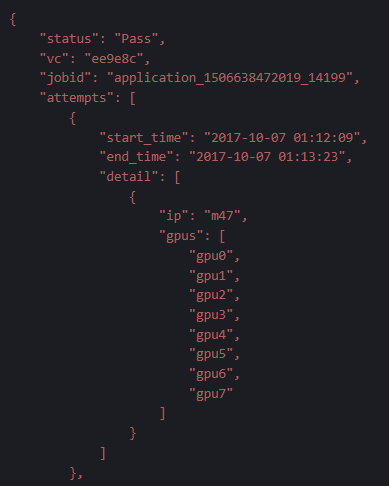 {
    "status": "Pass",
    "vc": "ee9e8c",
    "jobid": "application_1506638472019_14199",
    "attempts": [
        {
            "start_time": "2017-10-07 01:12:09",
            "end_time": "2017-10-07 01:13:23",
            "detail": [
                {
                    "ip": "m47",
                    "gpus": [
                        "gpu0",
                        "gpu1",
                        "gpu2",
                        "gpu3",
                        "gpu4",
                        "gpu5",
                        "gpu6",
                        "gpu7"
                    ]
                }
            ]
        },